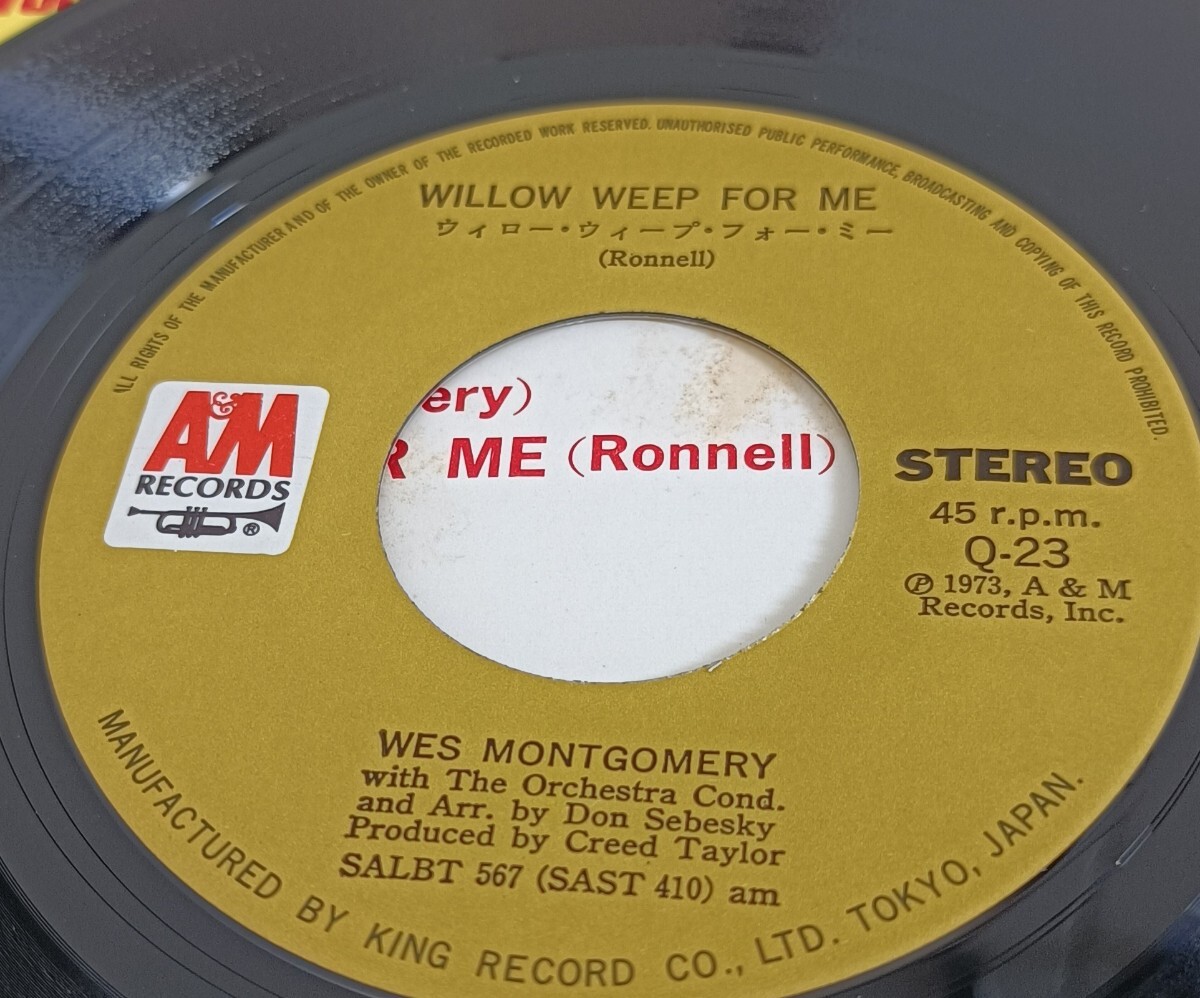 ALL RIGHTS OF THE MANUFACTURER AND OF THE OWNER OF THE RECORDED WORK RESERVED. UNAUTHORISED PUBLIC PERFORMANCE, BROADCASTING AND COPYING OF THIS RECORD PROHIBITED.
WILLOW WEEP FOR ME
ウィロー・ウィープ・フォー・ミー
(Ronnell)
A&M
RECORDS
®
ery)
R ME (Ronnell)
STEREO
45 r.p.m.
Q-23
℗ 1973, A & M
Records, Inc.
WES MONTGOMERY
with The Orchestra Cond.
and Arr. by Don Sebesky
Produced by Creed Taylor
SALBT 567 (SAST 410) am
MANUFACTURED BY KING RECORD CO., LTD. TOKYO, JAPAN.